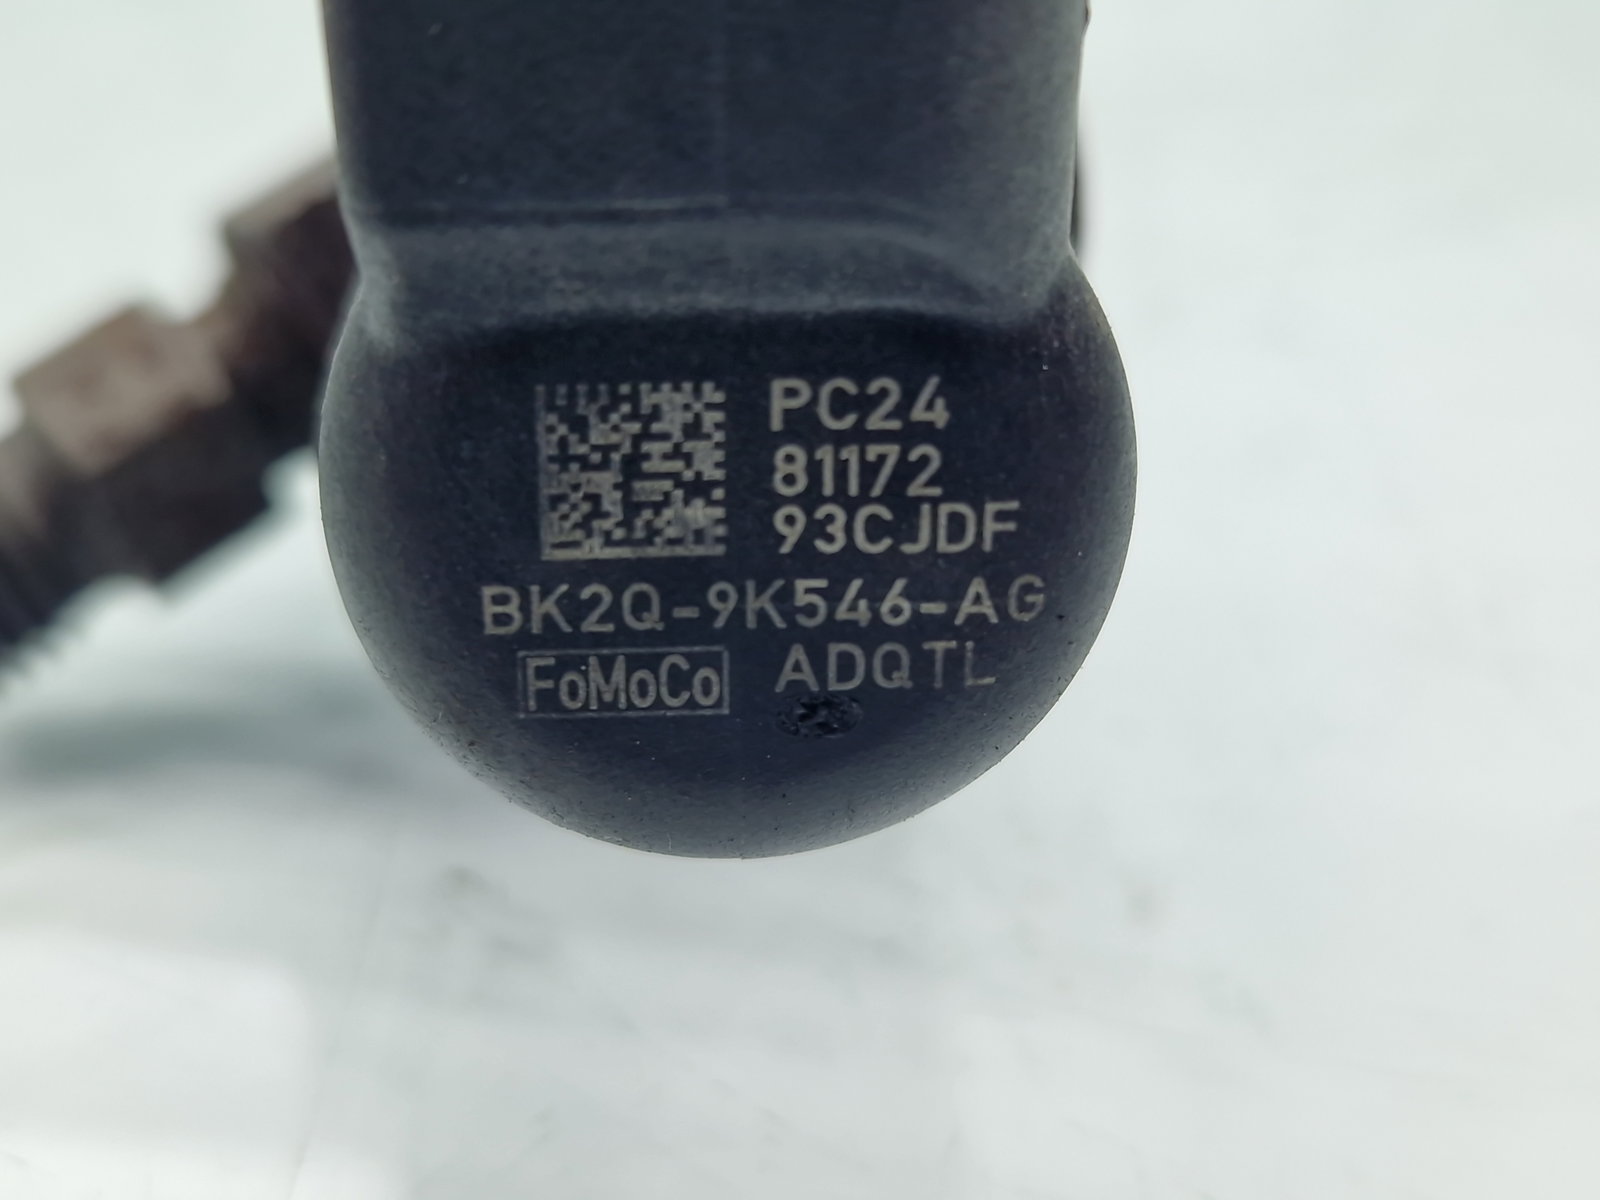 PC24
81172
93CJDF
BK2Q-9K546-AG
FoMoCo ADQTL